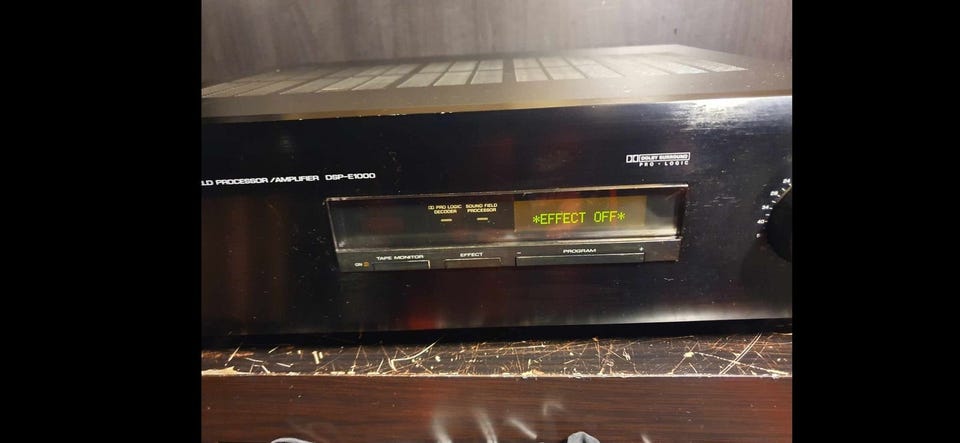 DOLBY SURROUND
PRO • LOGIC
PROCESSOR /AMPLIFIER DSP-E1000
PRO LOGIC DECODER
SOUND FIELD PROCESSOR
*EFFECT OFF*
ON
TAPE MONITOR
EFFECT
–
PROGRAM
+